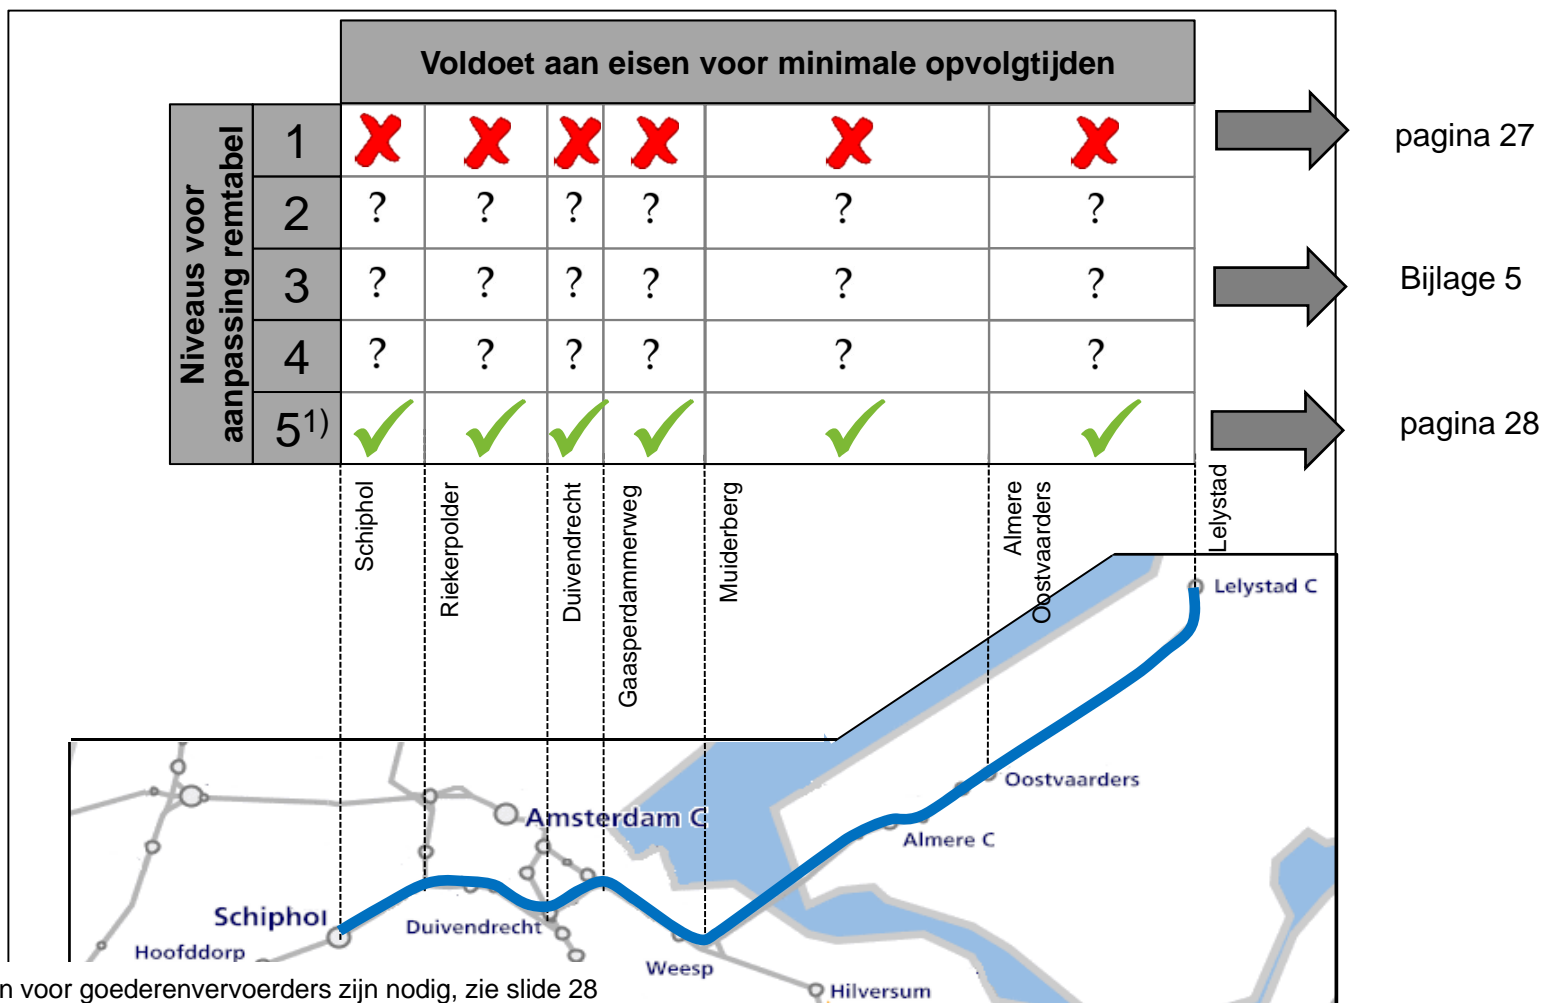 Voldoet aan eisen voor minimale opvolgtijden
Niveaus voor
aanpassing remtabel
1
pagina 27
2
? ? ? ? ? ?
3
? ? ? ? ? ?
Bijlage 5
4
? ? ? ? ? ?
5¹⁾
pagina 28
Schiphol
Riekerpolder
Duivendrecht
Gaasperdammerweg
Muiderberg
Almere
Oostvaarders
Lelystad
Lelystad C
Oostvaarders
Amsterdam C
Almere C
Schiphol
Duivendrecht
Hoofddorp
Weesp
Hilversum
n voor goederenvervoerders zijn nodig, zie slide 28